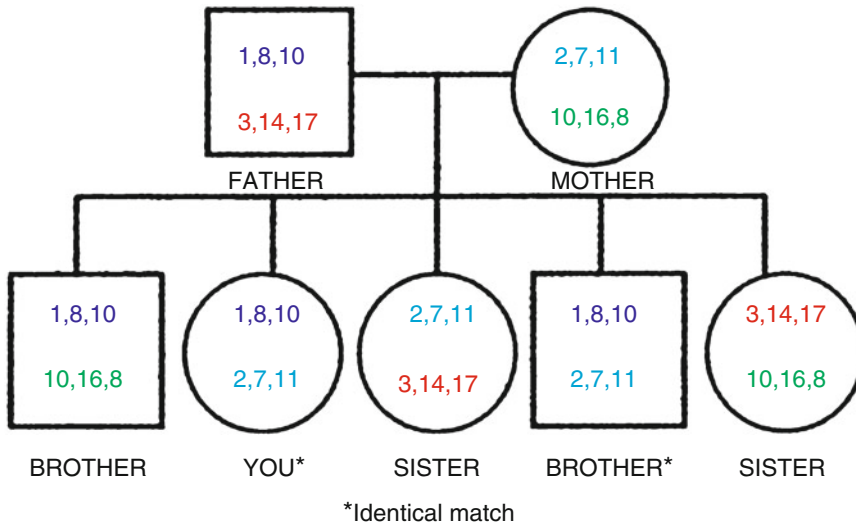 1,8,10
3,14,17
FATHER
2,7,11
10,16,8
MOTHER
1,8,10
10,16,8
BROTHER
1,8,10
2,7,11
YOU*
2,7,11
3,14,17
SISTER
1,8,10
2,7,11
BROTHER*
3,14,17
10,16,8
SISTER
*Identical match